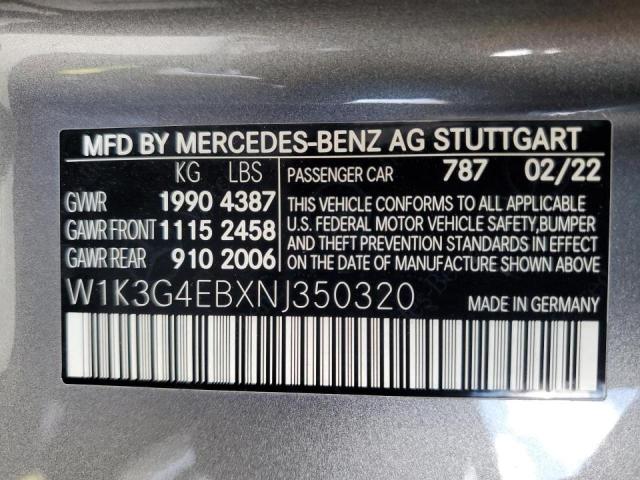 MFD BY MERCEDES-BENZ AG STUTTGART
KG LBS
GVWR 1990 4387
GAWR FRONT 1115 2458
GAWR REAR 910 2006
PASSENGER CAR 787 02/22
THIS VEHICLE CONFORMS TO ALL APPLICABLE
U.S. FEDERAL MOTOR VEHICLE SAFETY,BUMPER
AND THEFT PREVENTION STANDARDS IN EFFECT
ON THE DATE OF MANUFACTURE SHOWN ABOVE.
W1K3G4EBXNJ350320
MADE IN GERMANY